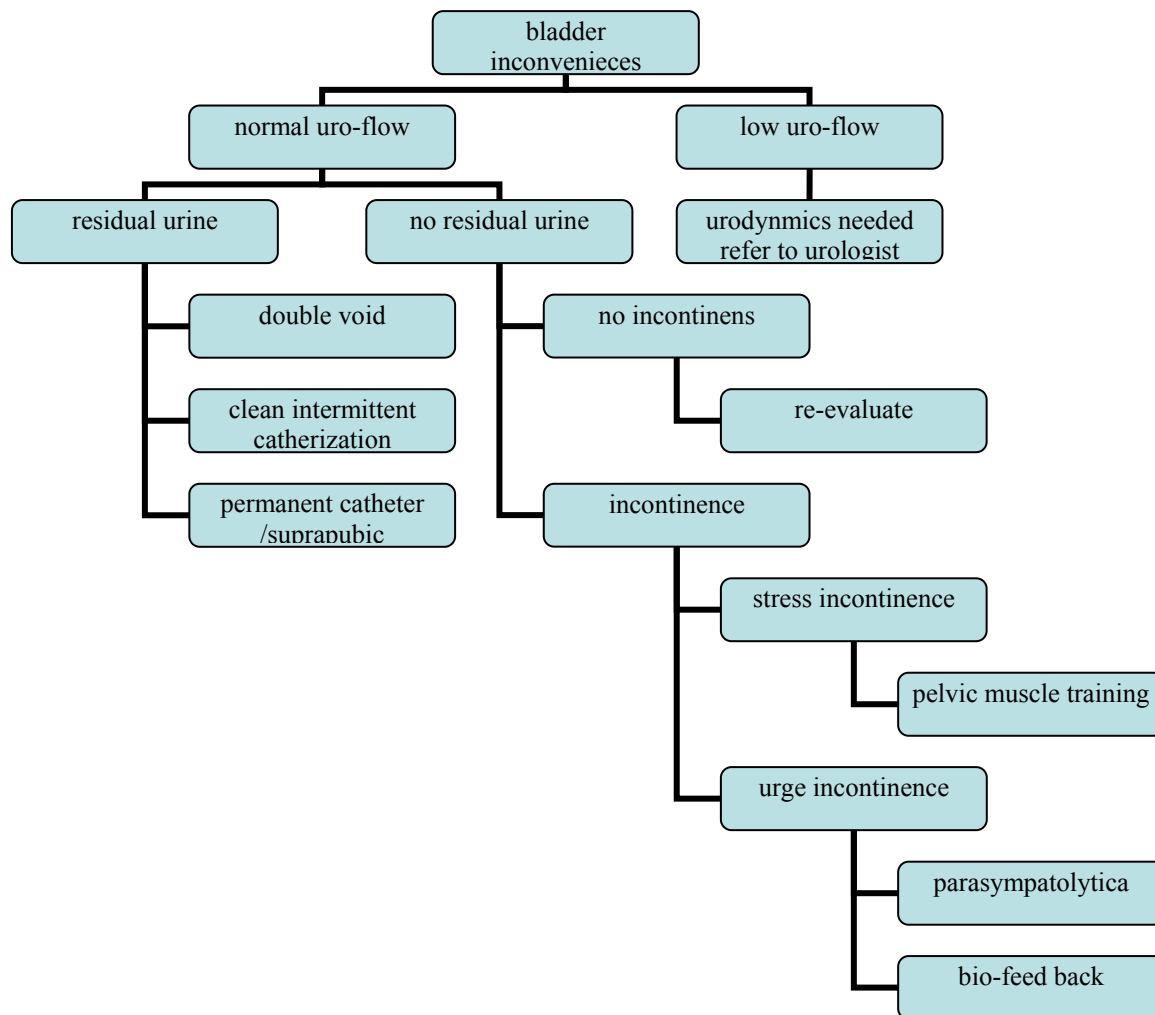 bladder
inconvenieces
normal uro-flow
low uro-flow
residual urine
no residual urine
urodynmics needed
refer to urologist
double void
no incontinens
clean intermittent
catherization
re-evaluate
permanent catheter
/suprapubic
incontinence
stress incontinence
pelvic muscle training
urge incontinence
parasympatolytica
bio-feed back